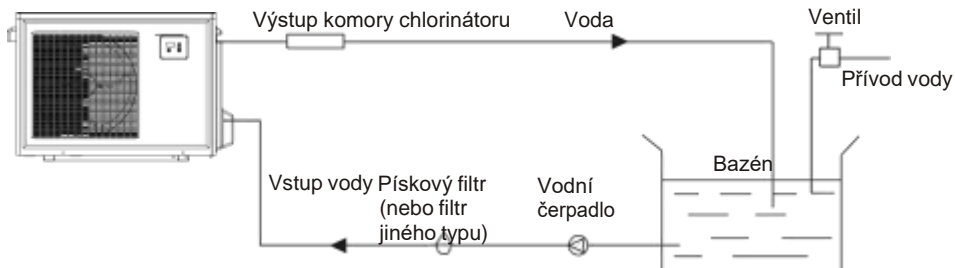 Výstup komory chlorinátoru
Voda
Ventil
Přívod vody
Bazén
Vstup vody
Pískový filtr
(nebo filtr
jiného typu)
Vodní
čerpadlo